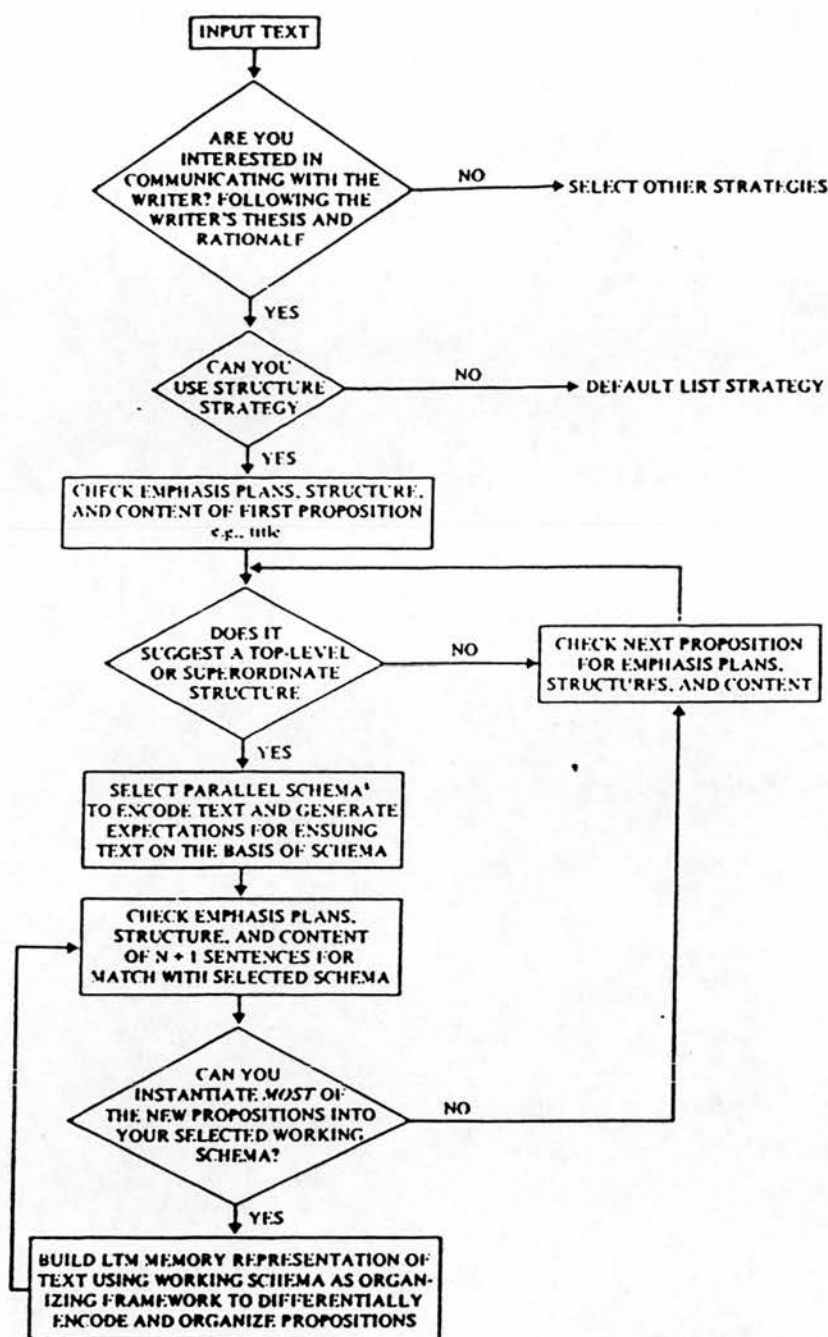 INPUT TEXT
ARE YOU
INTERESTED IN
COMMUNICATING WITH THE
WRITER? FOLLOWING THE
WRITER'S THESIS AND
RATIONALE
NO
SELECT OTHER STRATEGIES
YES
CAN YOU
USE STRUCTURE
STRATEGY
NO
DEFAULT LIST STRATEGY
YES
CHECK EMPHASIS PLANS, STRUCTURE,
AND CONTENT OF FIRST PROPOSITION
e.g., title
DOES IT
SUGGEST A TOP-LEVEL
OR SUPERORDINATE
STRUCTURE
NO
CHECK NEXT PROPOSITION
FOR EMPHASIS PLANS,
STRUCTURES, AND CONTENT
YES
SELECT PARALLEL SCHEMA¹
TO ENCODE TEXT AND GENERATE
EXPECTATIONS FOR ENSUING
TEXT ON THE BASIS OF SCHEMA
CHECK EMPHASIS PLANS,
STRUCTURE, AND CONTENT
OF N + 1 SENTENCES FOR
MATCH WITH SELECTED SCHEMA
CAN YOU
INSTANTIATE MOST OF
THE NEW PROPOSITIONS INTO
YOUR SELECTED WORKING
SCHEMA?
NO
YES
BUILD LTM MEMORY REPRESENTATION OF
TEXT USING WORKING SCHEMA AS ORGAN-
IZING FRAMEWORK TO DIFFERENTIALLY
ENCODE AND ORGANIZE PROPOSITIONS